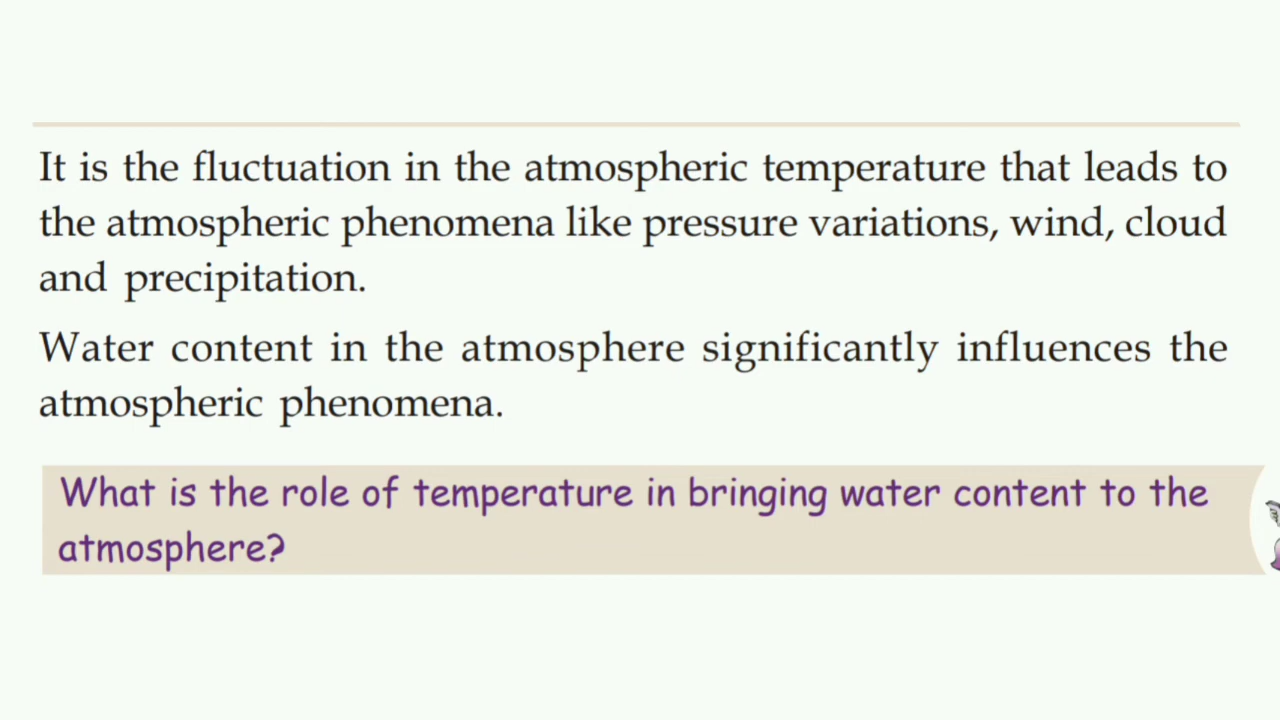 It is the fluctuation in the atmospheric temperature that leads to
the atmospheric phenomena like pressure variations, wind, cloud
and precipitation.
Water content in the atmosphere significantly influences the
atmospheric phenomena.
What is the role of temperature in bringing water content to the
atmosphere?